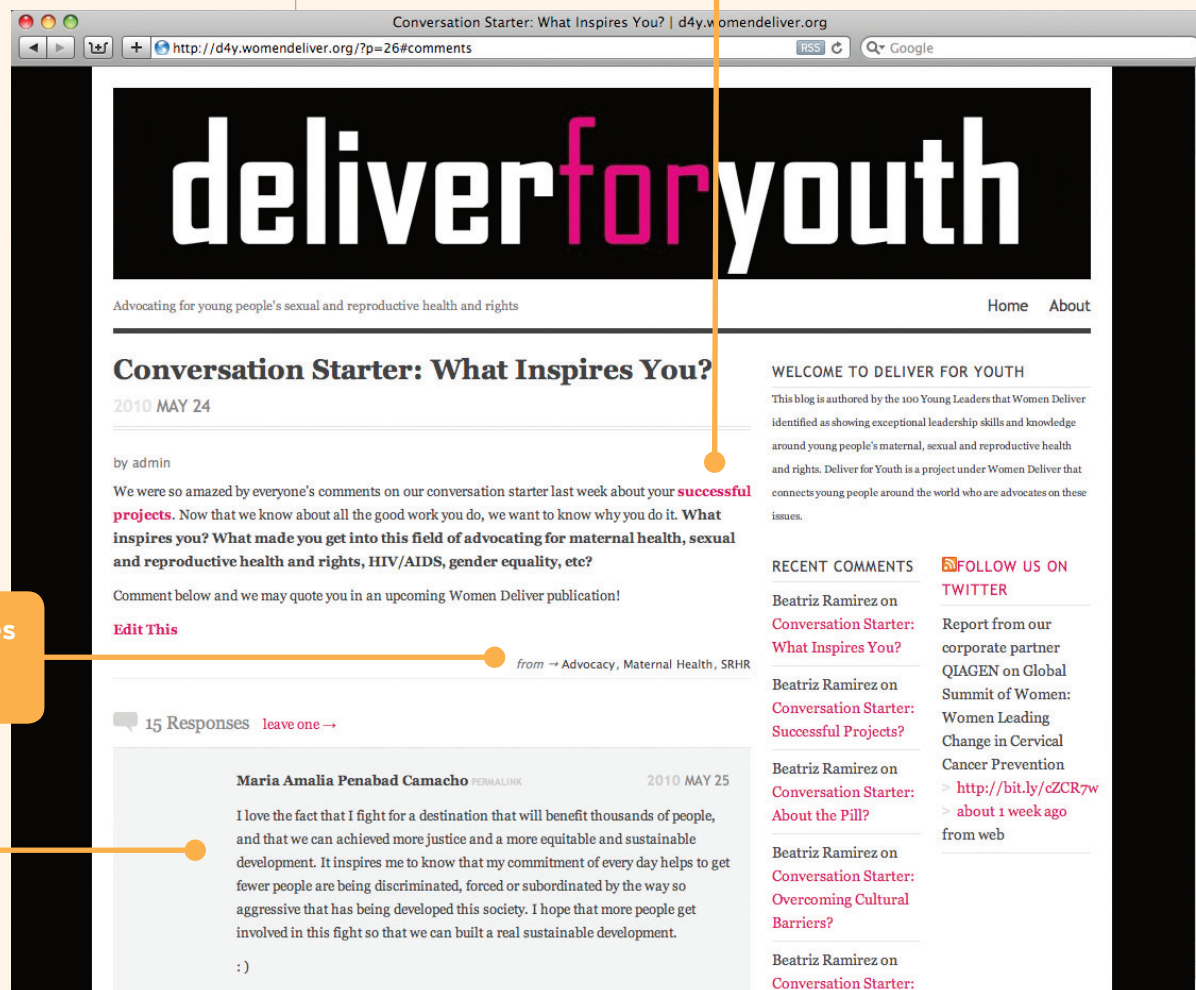 Conversation Starter: What Inspires You? | d4y.womendeliver.org
http://d4y.womendeliver.org/?p=26#comments
RSS
Google
deliverforyouth
Advocating for young people's sexual and reproductive health and rights
Home About
Conversation Starter: What Inspires You?
2010 MAY 24
by admin
We were so amazed by everyone's comments on our conversation starter last week about your successful
projects. Now that we know about all the good work you do, we want to know why you do it. What
inspires you? What made you get into this field of advocating for maternal health, sexual
and reproductive health and rights, HIV/AIDS, gender equality, etc?
Comment below and we may quote you in an upcoming Women Deliver publication!
Edit This
from → Advocacy, Maternal Health, SRHR
15 Responses leave one →
Maria Amalia Penabad Camacho PERMALINK 2010 MAY 25
I love the fact that I fight for a destination that will benefit thousands of people,
and that we can achieved more justice and a more equitable and sustainable
development. It inspires me to know that my commitment of every day helps to get
fewer people are being discriminated, forced or subordinated by the way so
aggressive that has being developed this society. I hope that more people get
involved in this fight so that we can built a real sustainable development.
: )
WELCOME TO DELIVER FOR YOUTH
This blog is authored by the 100 Young Leaders that Women Deliver
identified as showing exceptional leadership skills and knowledge
around young people's maternal, sexual and reproductive health
and rights. Deliver for Youth is a project under Women Deliver that
connects young people around the world who are advocates on these
issues.
RECENT COMMENTS
Beatriz Ramirez on
Conversation Starter:
What Inspires You?
Beatriz Ramirez on
Conversation Starter:
Successful Projects?
Beatriz Ramirez on
Conversation Starter:
About the Pill?
Beatriz Ramirez on
Conversation Starter:
Overcoming Cultural
Barriers?
Beatriz Ramirez on
Conversation Starter:
FOLLOW US ON
TWITTER
Report from our
corporate partner
QIAGEN on Global
Summit of Women:
Women Leading
Change in Cervical
Cancer Prevention
> http://bit.ly/cZCR7w
> about 1 week ago
from web